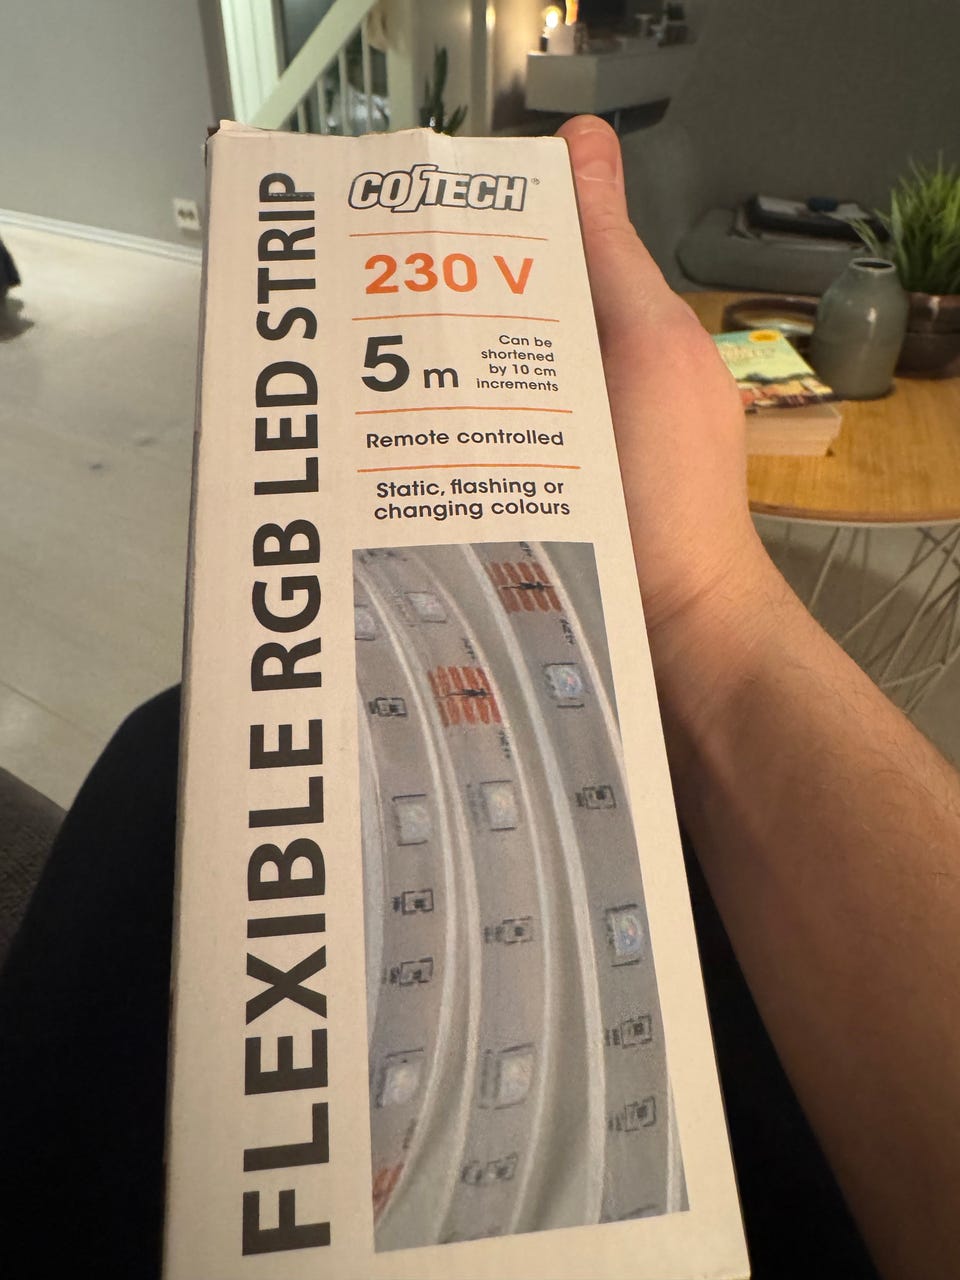 FLEXIBLE RGB LED STRIP
COTECH®
230 V
5 m
Can be
shortened
by 10 cm
increments
Remote controlled
Static, flashing or
changing colours